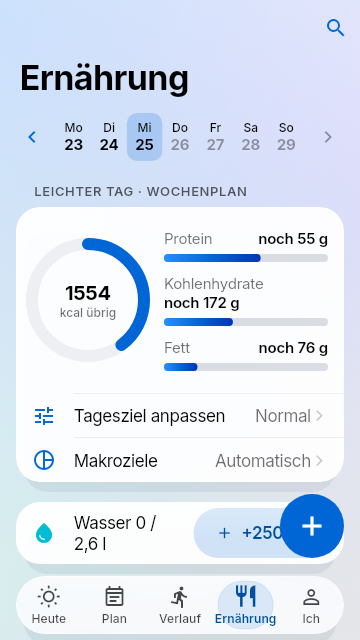 Ernährung
Mo Di Mi Do Fr Sa So
23 24 25 26 27 28 29
LEICHTER TAG · WOCHENPLAN
1554
kcal übrig
Protein noch 55 g
Kohlenhydrate
noch 172 g
Fett noch 76 g
Tagesziel anpassen Normal
Makroziele Automatisch
Wasser 0 /
2,6 l
+250
Heute Plan Verlauf Ernährung Ich